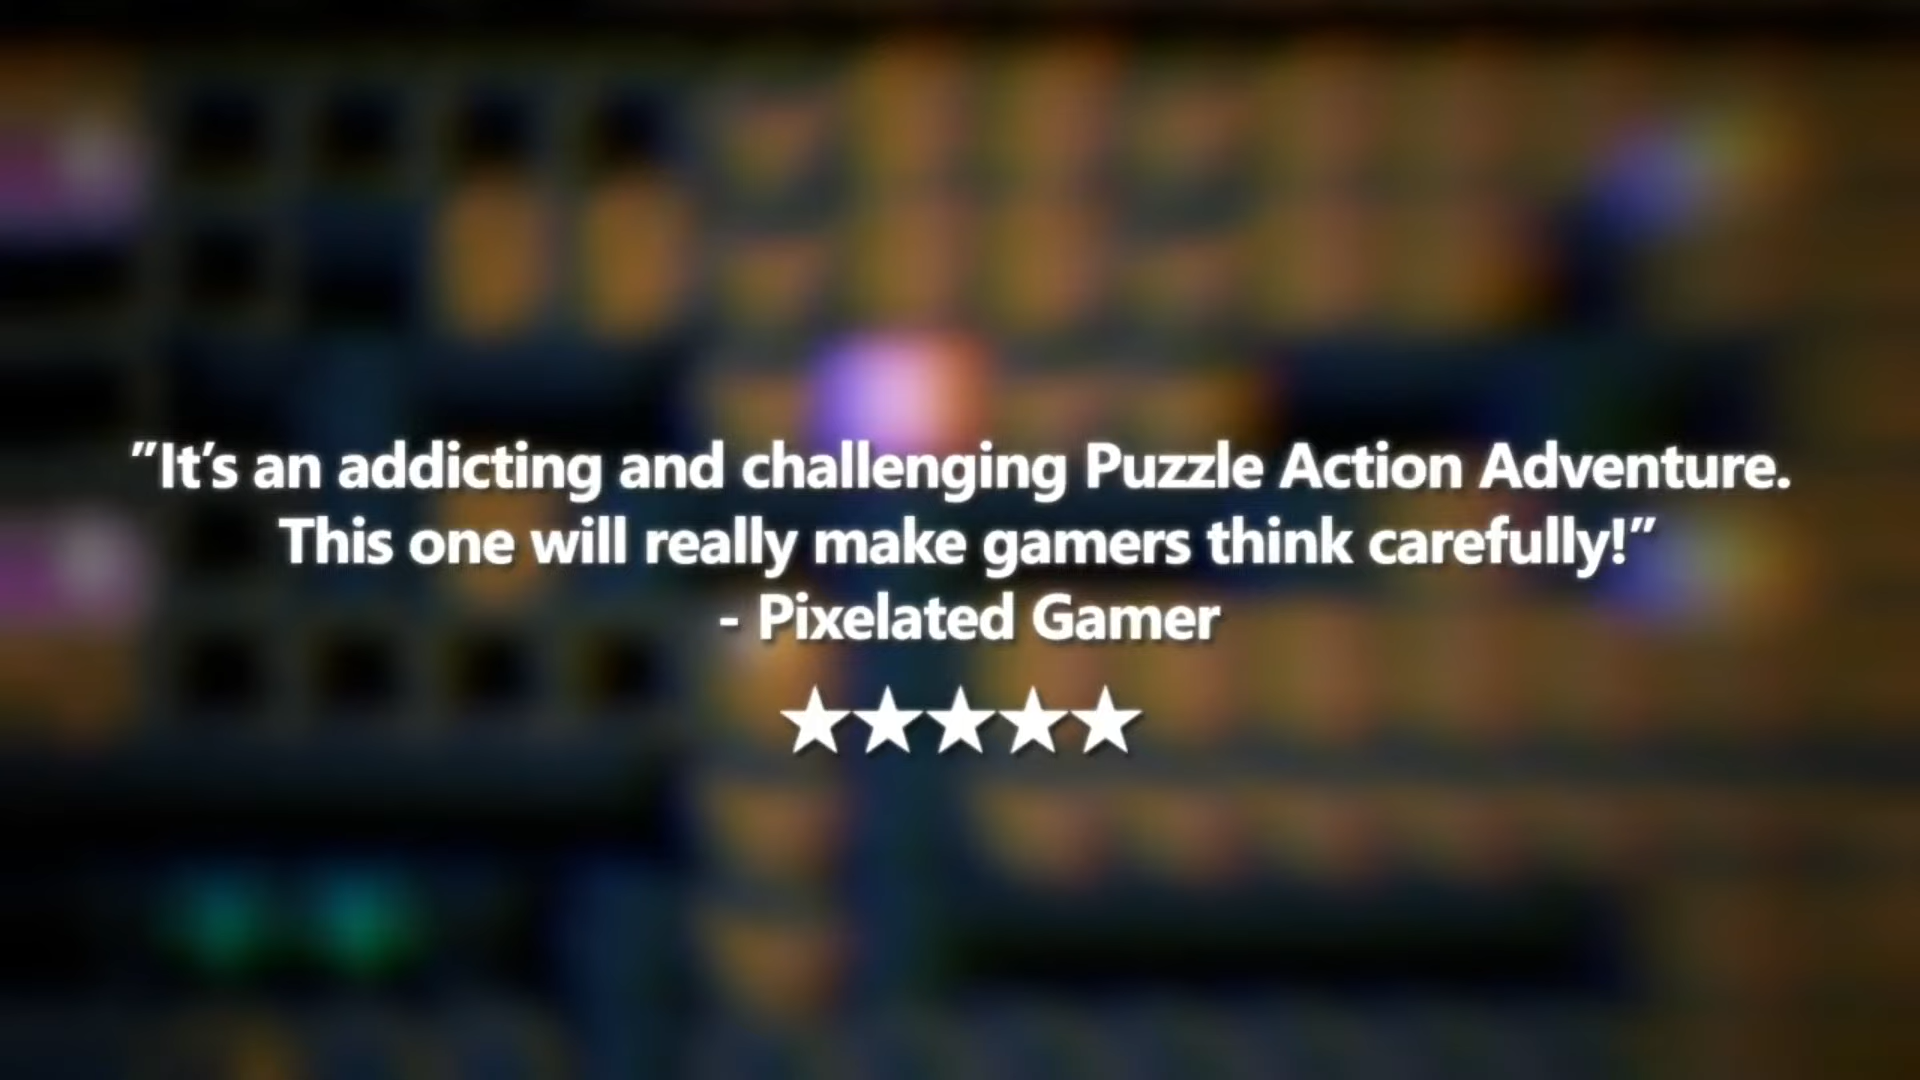 ”It’s an addicting and challenging Puzzle Action Adventure.
This one will really make gamers think carefully!”
- Pixelated Gamer
★★★★★